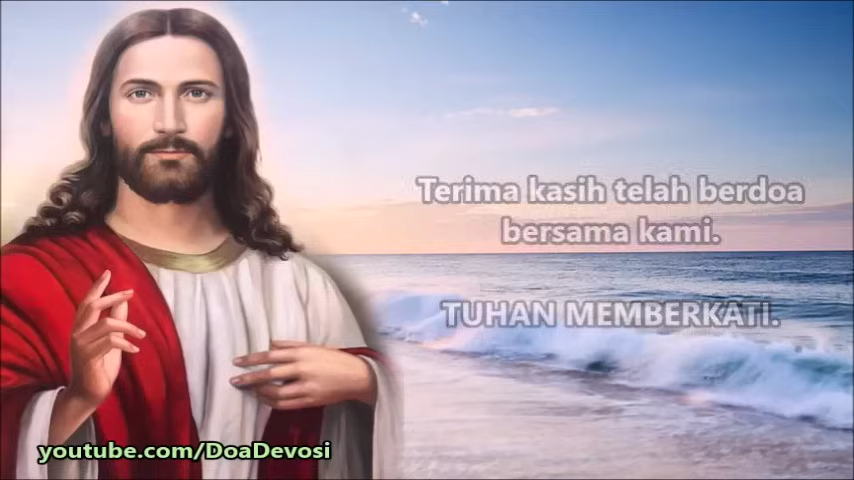 Terima kasih telah berdoa
bersama kami.
TUHAN MEMBERKATI.
youtube.com/DoaDevosi